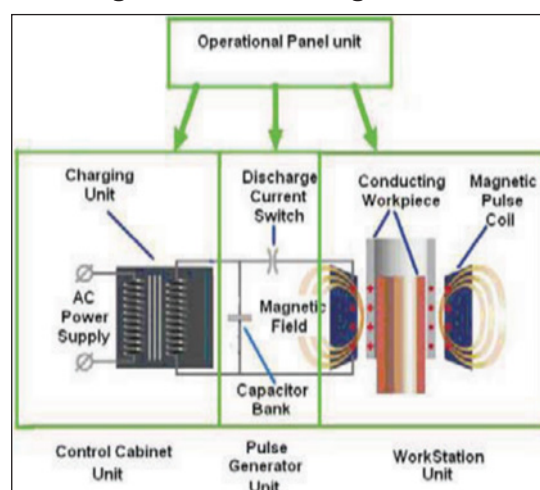 Operational Panel unit
Charging
Unit
Discharge
Current
Switch
Conducting
Workpiece
Magnetic
Pulse
Coil
AC
Power
Supply
Magnetic
Field
Capacitor
Bank
Control Cabinet
Unit
Pulse
Generator
Unit
WorkStation
Unit